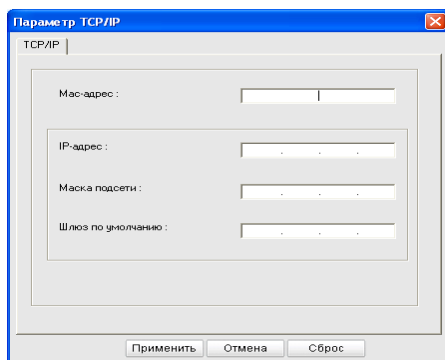 Параметр TCP/IP
TCP/IP
Mac-адрес :
IP-адрес :
. . .
Маска подсети :
. . .
Шлюз по умолчанию :
. . .
Применить Отмена Сброс